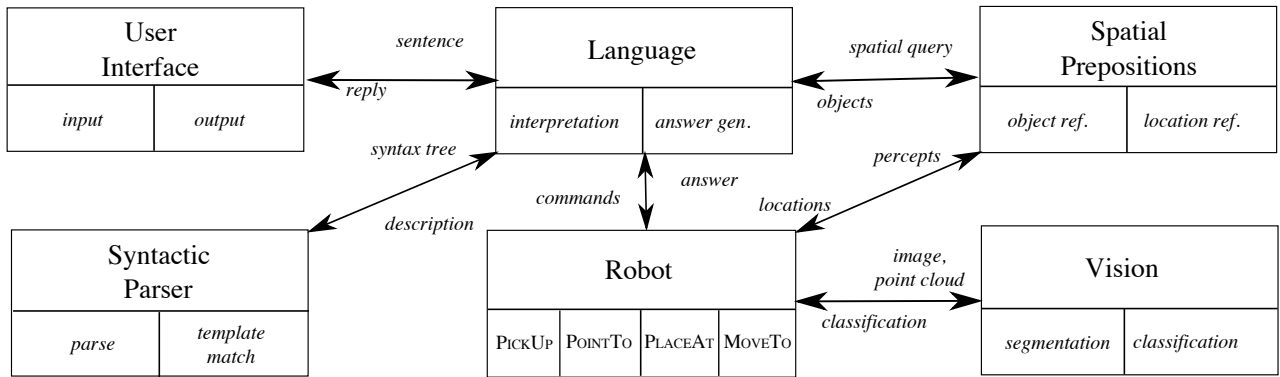 User
Interface
input
output
sentence
reply
Language
interpretation
answer gen.
spatial query
objects
Spatial
Prepositions
object ref.
location ref.
syntax tree
description
commands
answer
percepts
locations
Syntactic
Parser
parse
template
match
Robot
PICKUP
POINTTO
PLACEAT
MOVETO
image,
point cloud
classification
Vision
segmentation
classification